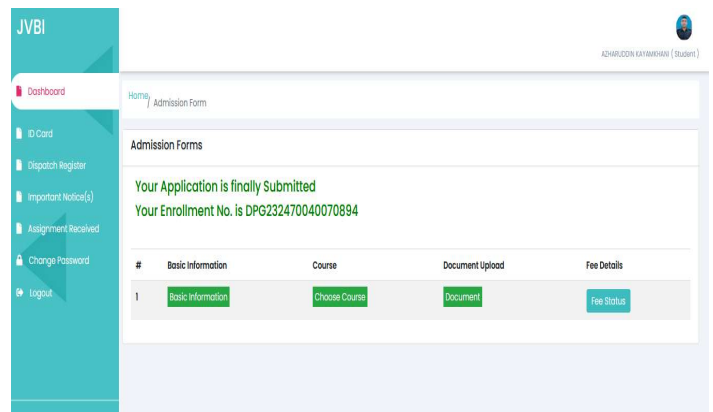 JVBI
AZHARUDDIN KAYAMKHANI ( Student )
Dashboard
ID Card
Dispatch Register
Important Notice(s)
Assignment Received
Change Password
Logout
Home/ Admission Form
Admission Forms
Your Application is finally Submitted
Your Enrollment No. is DPG232470040070894
# Basic Information Course Document Upload Fee Details
1 Basic Information Choose Course Document Fee Status